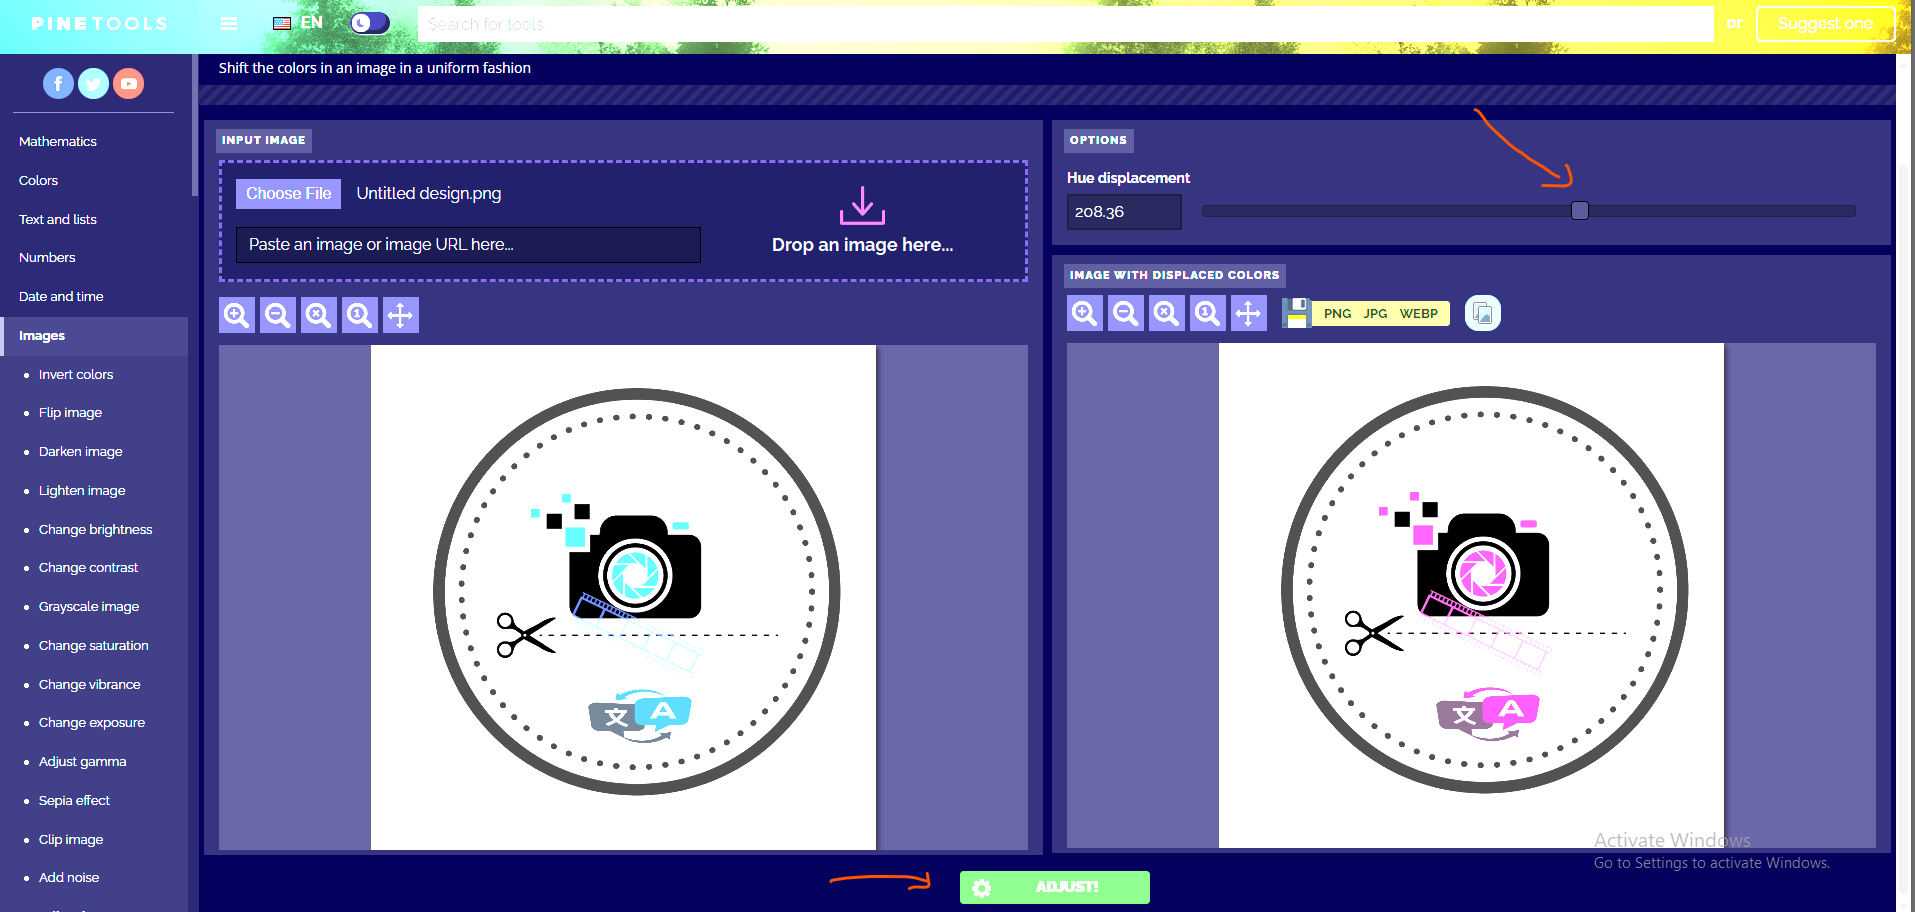 PINETOOLS
EN
Search for tools
or
Suggest one
Shift the colors in an image in a uniform fashion
Mathematics
Colors
Text and lists
Numbers
Date and time
Images
Invert colors
Flip image
Darken image
Lighten image
Change brightness
Change contrast
Grayscale image
Change saturation
Change vibrance
Change exposure
Adjust gamma
Sepia effect
Clip image
Add noise
INPUT IMAGE
Choose File Untitled design.png
Paste an image or image URL here...
Drop an image here...
文 A
OPTIONS
Hue displacement
208.36
IMAGE WITH DISPLACED COLORS
PNG JPG WEBP
文 A
Activate Windows
Go to Settings to activate Windows.
ADJUST!